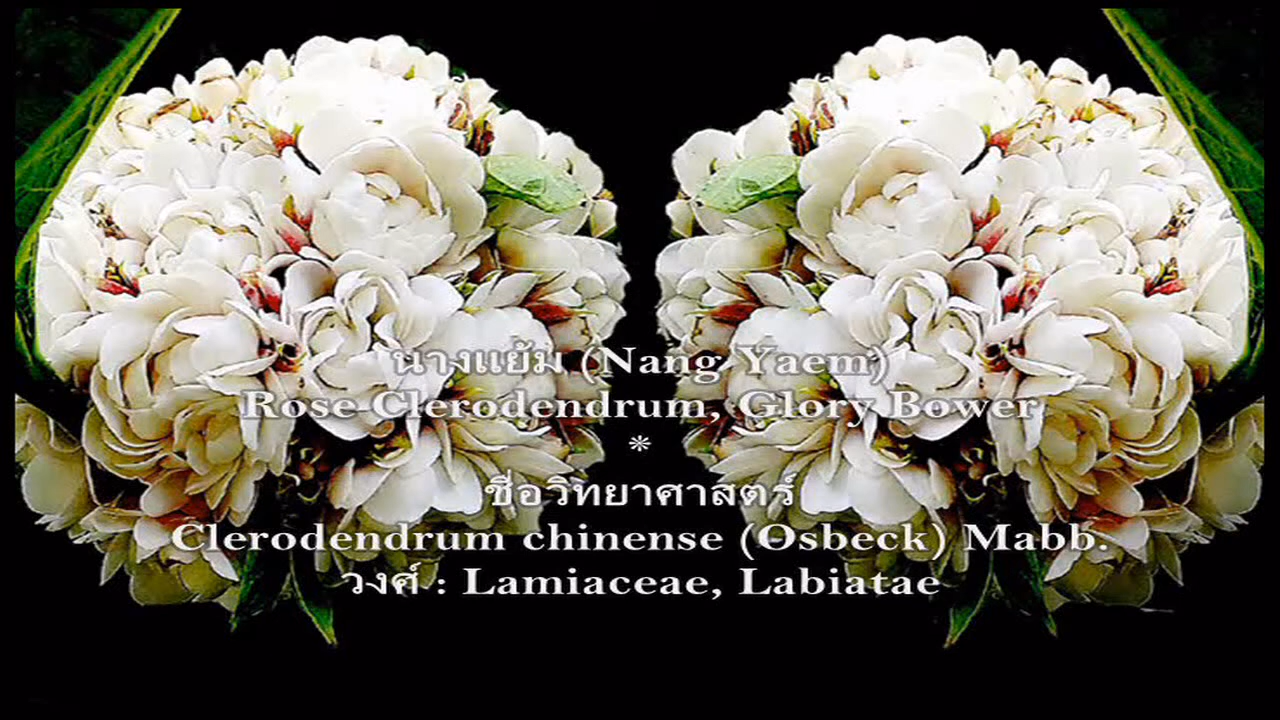 นางแย้ม (Nang Yaem)
Rose Clerodendrum, Glory Bower
*
ชื่อวิทยาศาสตร์
Clerodendrum chinense (Osbeck) Mabb.
วงศ์ : Lamiaceae, Labiatae